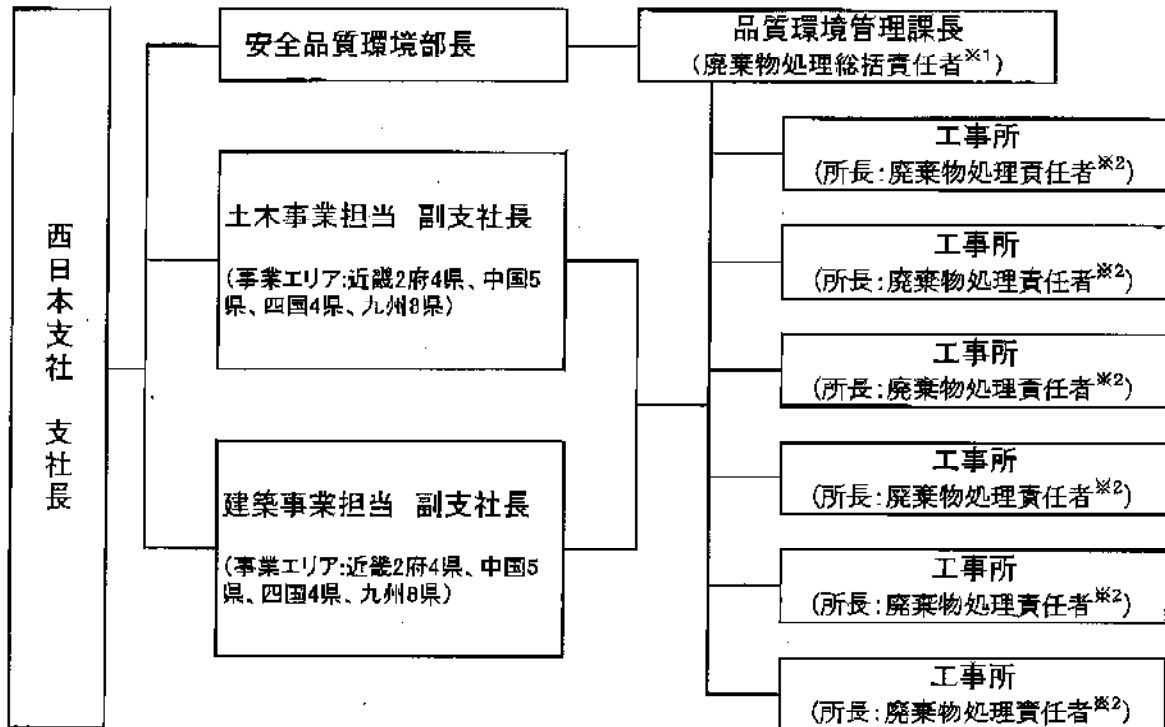 西日本支社 支社長
安全品質環境部長
品質環境管理課長
(廃棄物処理総括責任者※1)
土木事業担当 副支社長
(事業エリア:近畿2府4県、中国5
県、四国4県、九州8県)
建築事業担当 副支社長
(事業エリア:近畿2府4県、中国5
県、四国4県、九州8県)
工事所
(所長:廃棄物処理責任者※2)
工事所
(所長:廃棄物処理責任者※2)
工事所
(所長:廃棄物処理責任者※2)
工事所
(所長:廃棄物処理責任者※2)
工事所
(所長:廃棄物処理責任者※2)
工事所
(所長:廃棄物処理責任者※2)